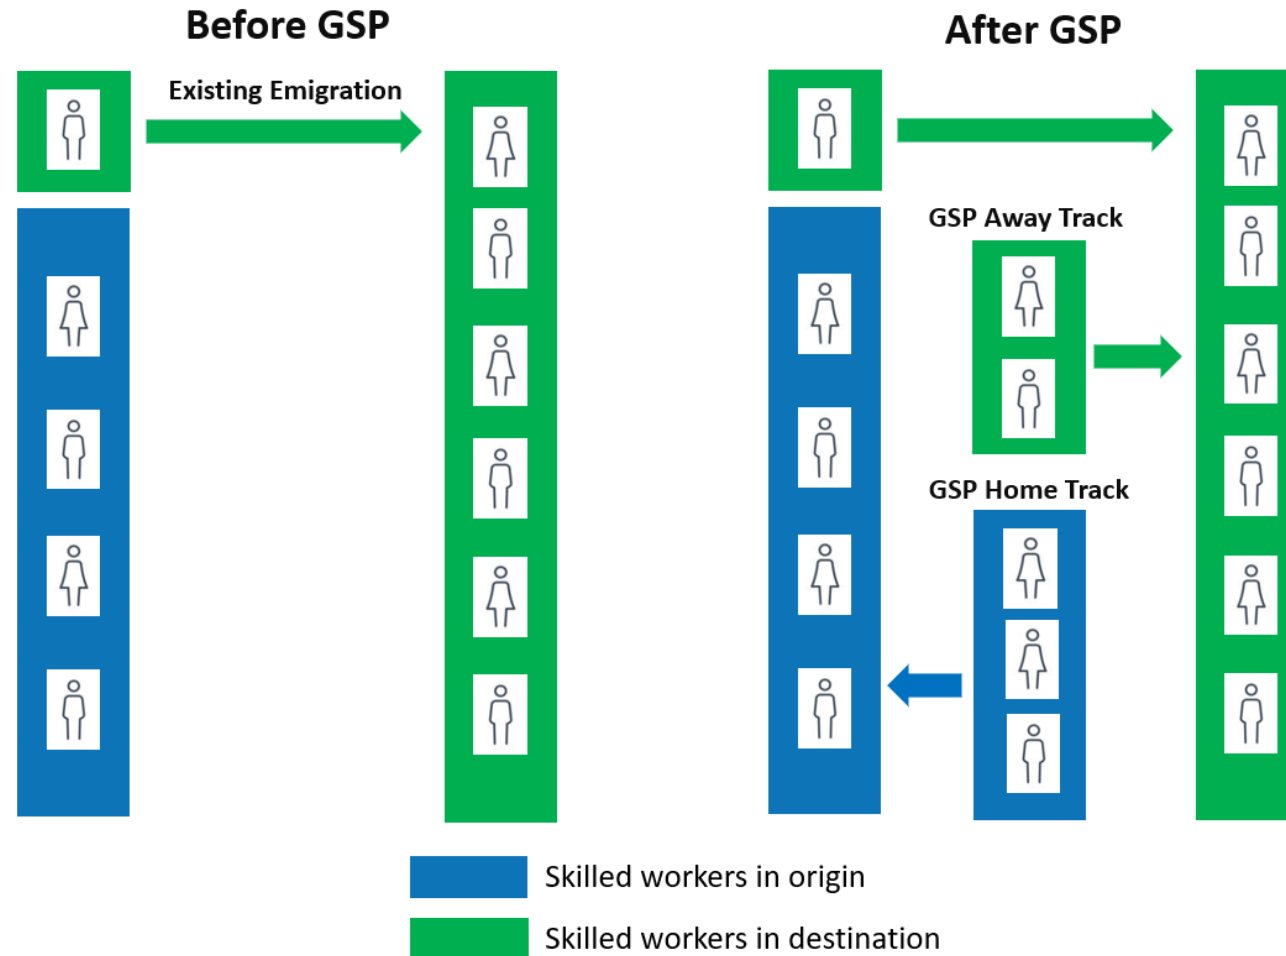 Before GSP
After GSP
Existing Emigration
GSP Away Track
GSP Home Track
Skilled workers in origin
Skilled workers in destination